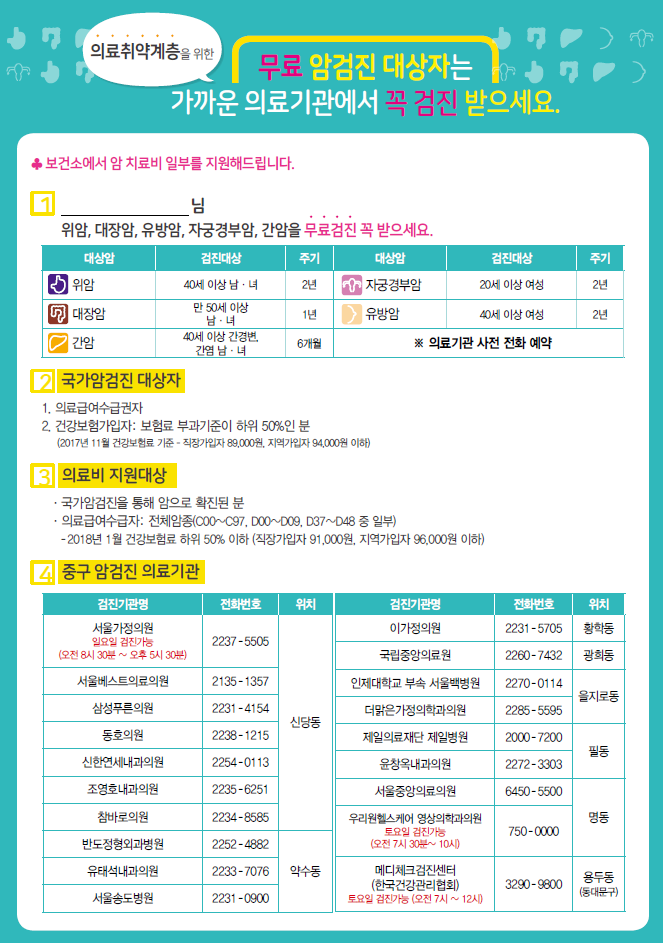 의료취약계층을 위한
무료 암검진 대상자는
가까운 의료기관에서 꼭 검진 받으세요.
♣ 보건소에서 암 치료비 일부를 지원해드립니다.
1 ____________ 님
위암, 대장암, 유방암, 자궁경부암, 간암을 무료검진 꼭 받으세요.
대상암 검진대상 주기 대상암 검진대상 주기
위암 40세 이상 남 · 녀 2년 자궁경부암 20세 이상 여성 2년
대장암 만 50세 이상 남 · 녀 1년 유방암 40세 이상 여성 2년
간암 40세 이상 간경변, 간염 남 · 녀 6개월 ※ 의료기관 사전 전화 예약
2 국가암검진 대상자
1. 의료급여수급권자
2. 건강보험가입자: 보험료 부과기준이 하위 50%인 분
(2017년 11월 건강보험료 기준 - 직장가입자 89,000원, 지역가입자 94,000원 이하)
3 의료비 지원대상
· 국가암검진을 통해 암으로 확진된 분
· 의료급여수급자: 전체암종(C00~C97, D00~D09, D37~D48 중 일부)
- 2018년 1월 건강보험료 하위 50% 이하 (직장가입자 91,000원, 지역가입자 96,000원 이하)
4 중구 암검진 의료기관
검진기관명 전화번호 위치
서울가정의원
일요일 검진가능
(오전 8시 30분 ~ 오후 5시 30분)
2237-5505
서울베스트의료의원 2135-1357
삼성푸른의원 2231-4154
신당동
동호의원 2238-1215
신한연세내과의원 2254-0113
조영호내과의원 2235-6251
참바로의원 2234-8585
반도정형외과병원 2252-4882
유태석내과의원 2233-7076 약수동
서울송도병원 2231-0900
검진기관명 전화번호 위치
이가정의원 2231-5705 황학동
국립중앙의료원 2260-7432 광희동
인제대학교 부속 서울백병원 2270-0114
을지로동
더맑은가정의학과의원 2285-5595
제일의료재단 제일병원 2000-7200
필동
윤창옥내과의원 2272-3303
서울중앙의료의원 6450-5500
명동
우리원헬스케어 영상의학과의원
토요일 검진가능
(오전 7시 30분~ 10시)
750-0000
메디체크검진센터
(한국건강관리협회)
토요일 검진가능 (오전 7시 ~ 12시)
3290-9800
용두동
(동대문구)